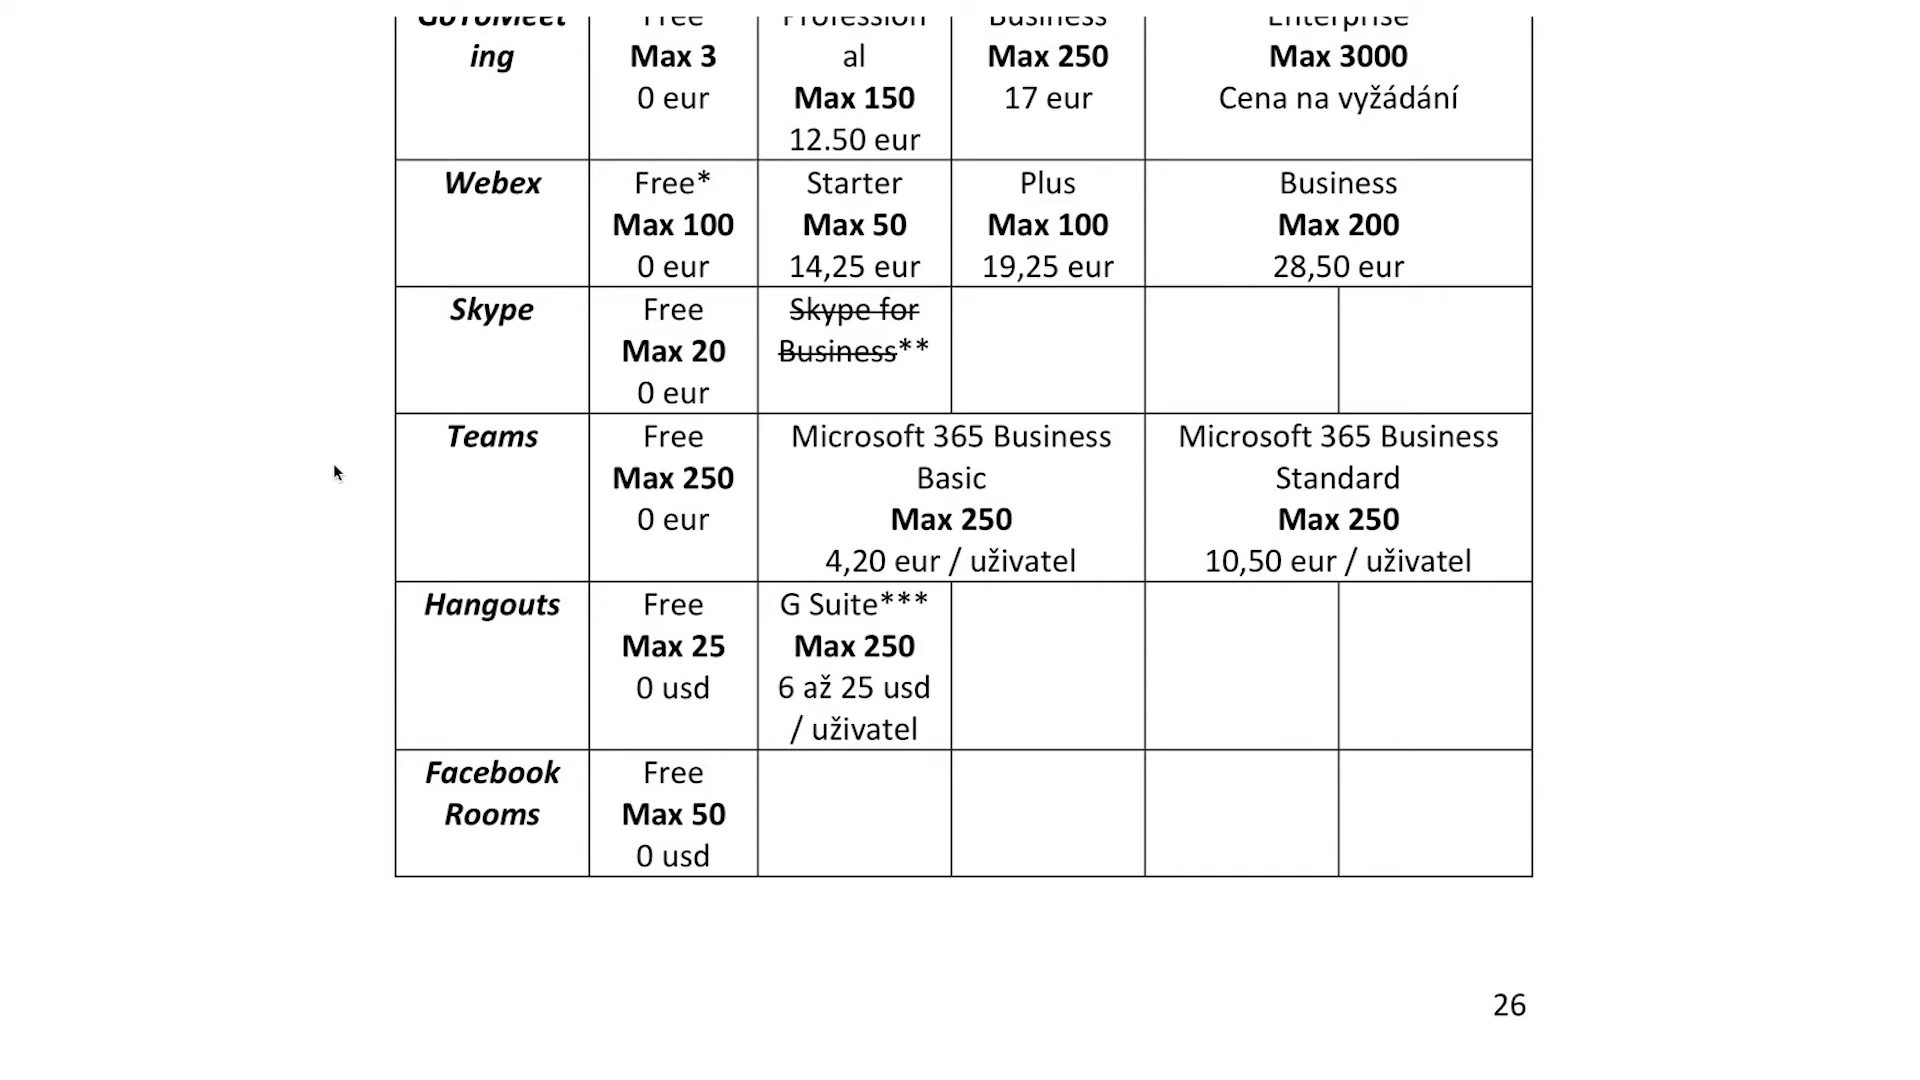 GoToMeet
ing
Free
Max 3
0 eur
Profession
al
Max 150
12.50 eur
Business
Max 250
17 eur
Enterprise
Max 3000
Cena na vyžádání
Webex
Free*
Max 100
0 eur
Starter
Max 50
14,25 eur
Plus
Max 100
19,25 eur
Business
Max 200
28,50 eur
Skype
Free
Max 20
0 eur
Skype for
Business**
Teams
Free
Max 250
0 eur
Microsoft 365 Business
Basic
Max 250
4,20 eur / uživatel
Microsoft 365 Business
Standard
Max 250
10,50 eur / uživatel
Hangouts
Free
Max 25
0 usd
G Suite***
Max 250
6 až 25 usd
/ uživatel
Facebook
Rooms
Free
Max 50
0 usd
26